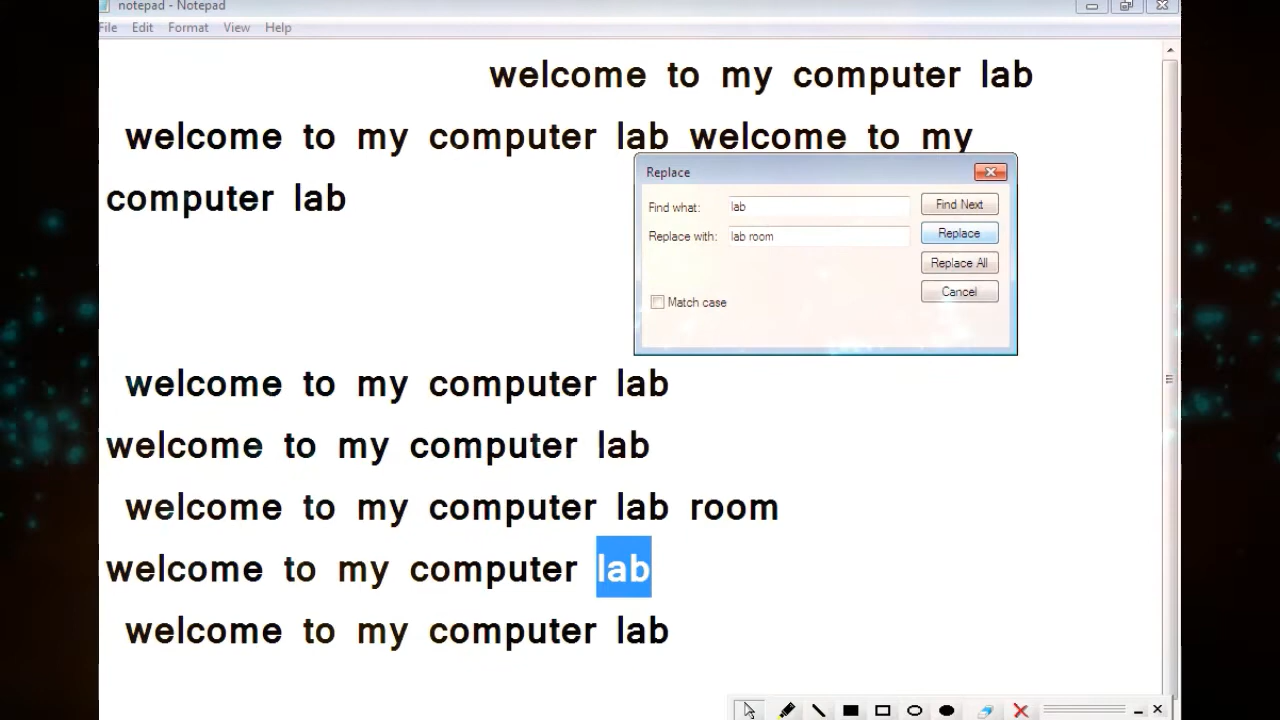 notepad - Notepad
File Edit Format View Help
welcome to my computer lab
welcome to my computer lab welcome to my
computer lab
Replace
Find what: lab Find Next
Replace with: lab room Replace
Replace All
Match case Cancel
welcome to my computer lab
welcome to my computer lab
welcome to my computer lab room
welcome to my computer lab
welcome to my computer lab